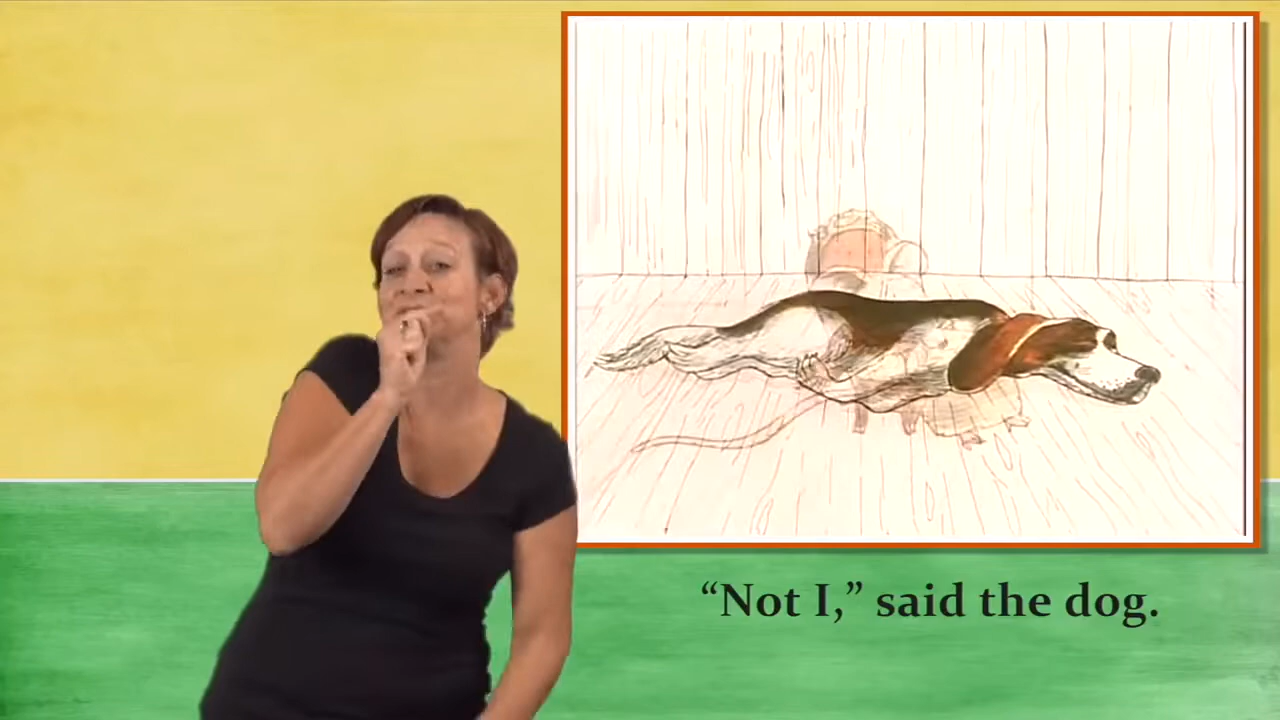 “Not I,” said the dog.